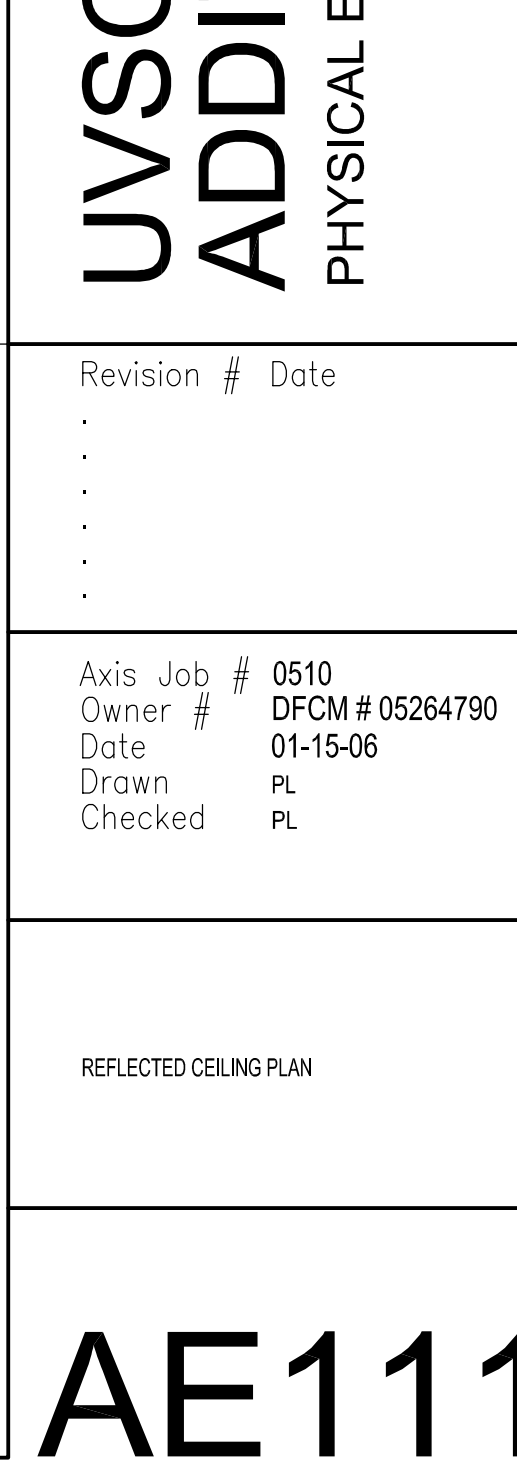 UVSC
ADDI
PHYSICAL E
Revision # Date
.
.
.
.
.
.
Axis Job # 0510
Owner # DFCM # 05264790
Date 01-15-06
Drawn PL
Checked PL
REFLECTED CEILING PLAN
AE111